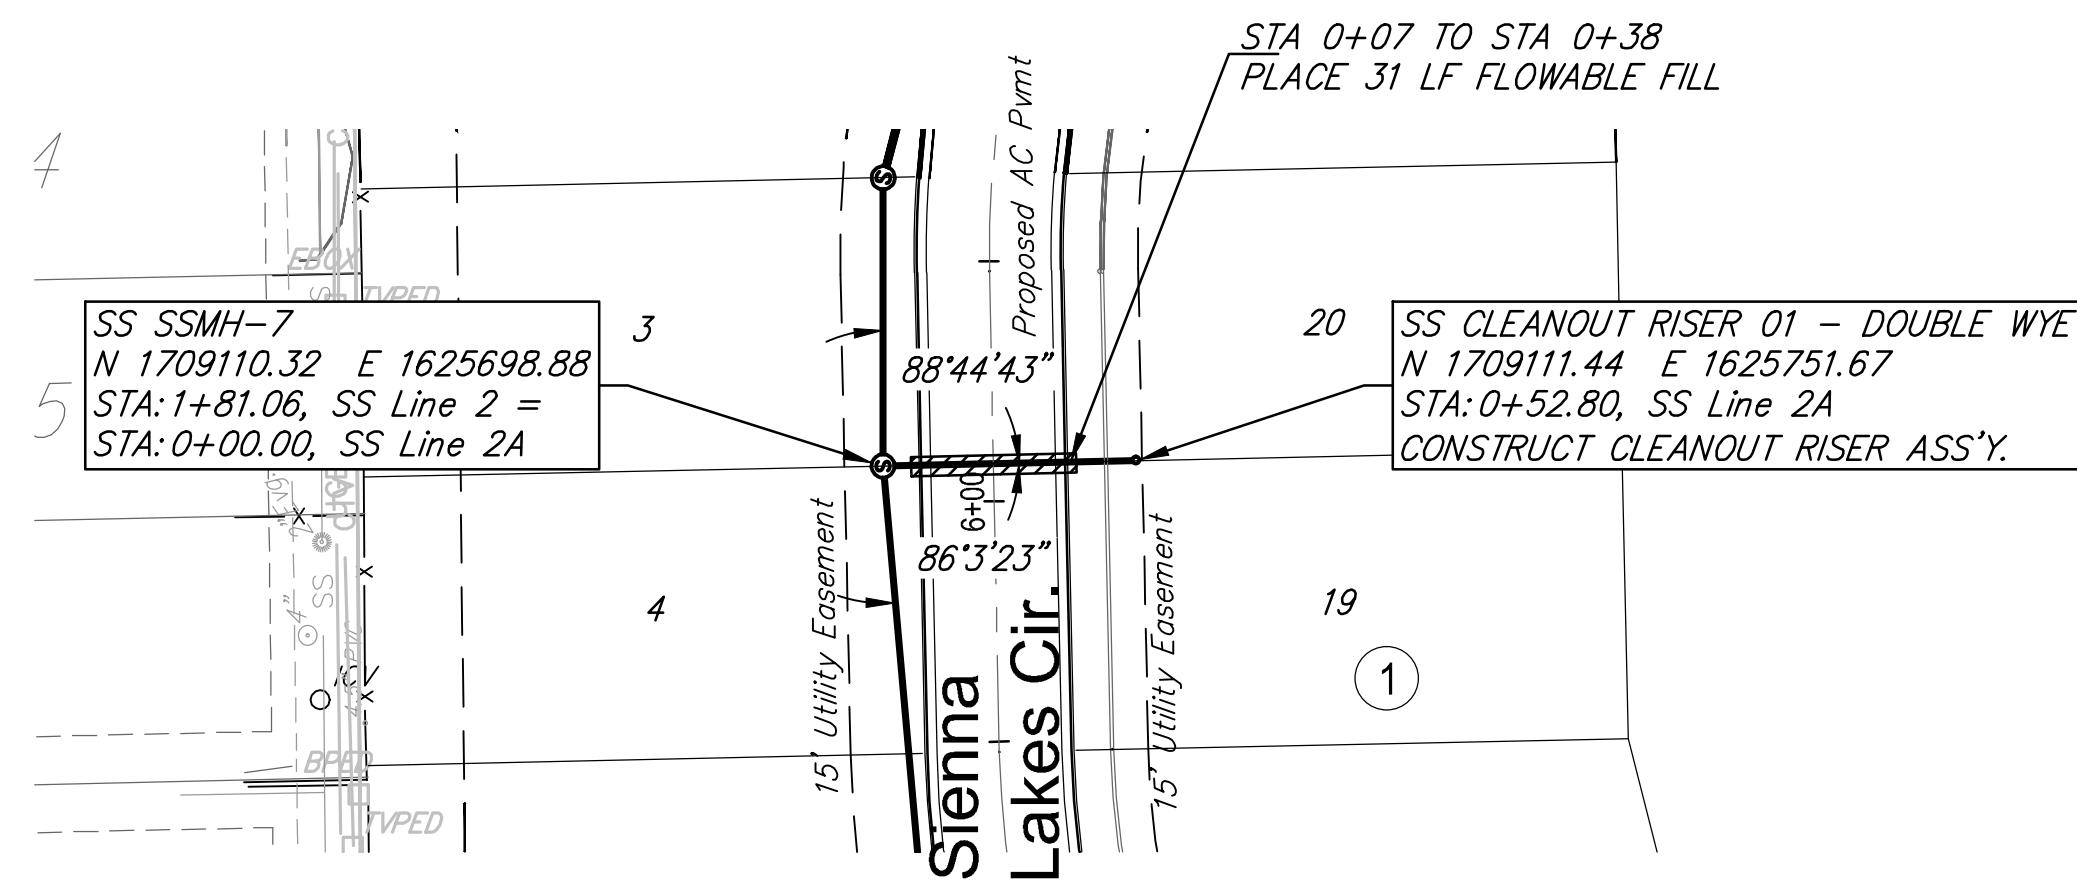 STA 0+07 TO STA 0+38
PLACE 31 LF FLOWABLE FILL
Proposed AC Pvmt
4
EBOX
TVPED
SS SSMH-7
N 1709110.32 E 1625698.88
STA: 1+81.06, SS Line 2 =
STA: 0+00.00, SS Line 2A
3
88°44'43"
20
SS CLEANOUT RISER 01 - DOUBLE WYE
N 1709111.44 E 1625751.67
STA: 0+52.80, SS Line 2A
CONSTRUCT CLEANOUT RISER ASS'Y.
5
6+00
86°3'23"
15' Utility Easement
15' Utility Easement
SS
4"
4
19
1
Sienna
Lakes Cir.
BPED
TVPED